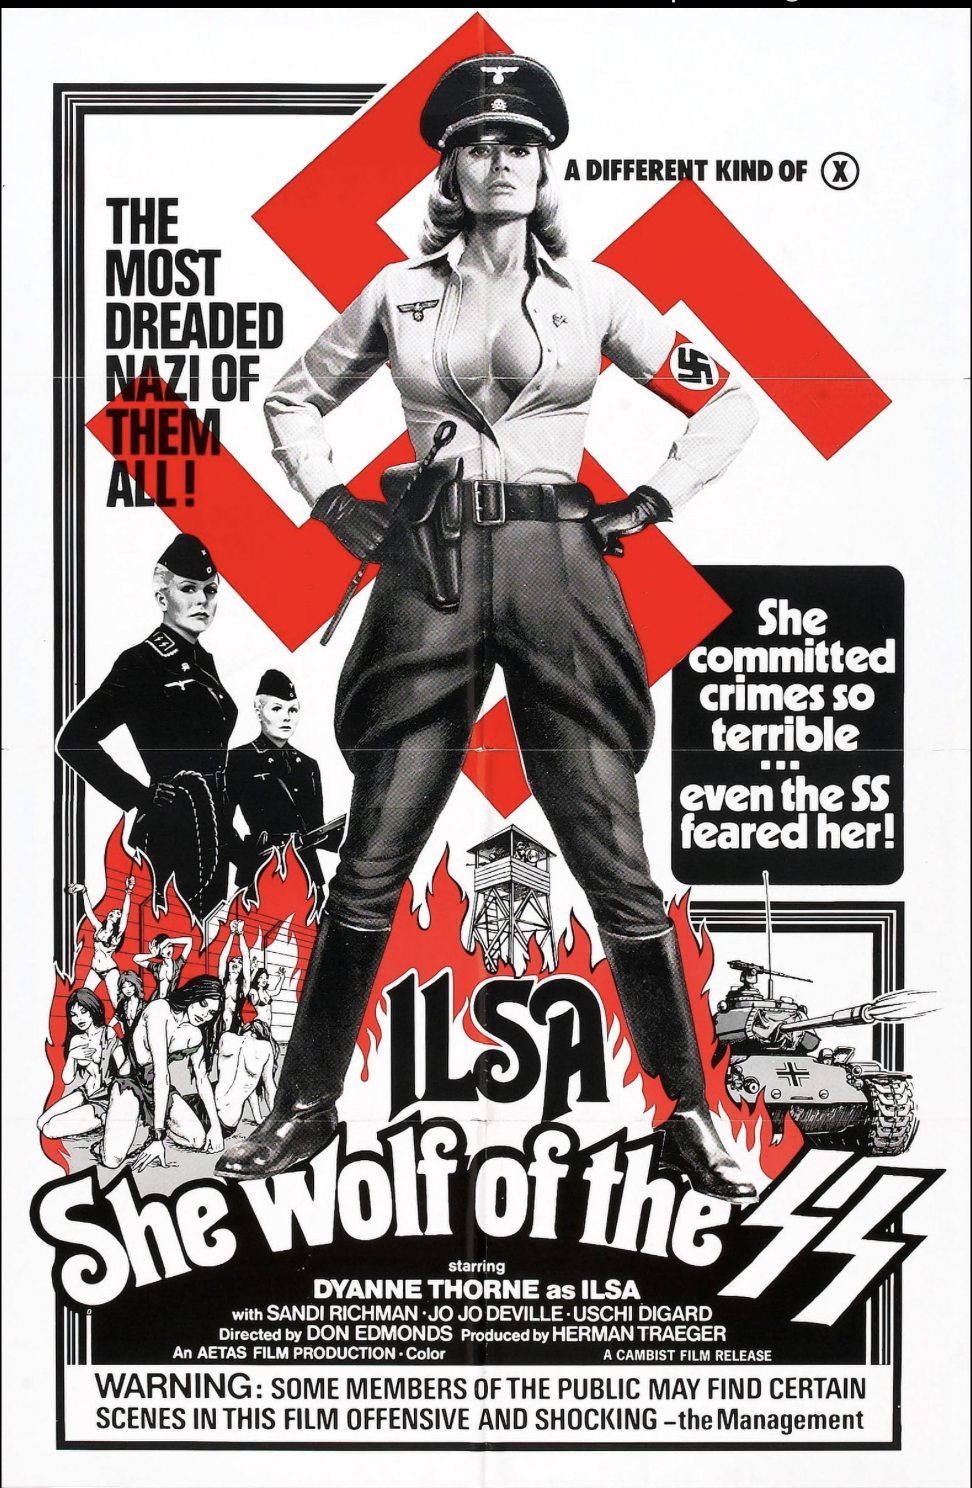 A DIFFERENT KIND OF X
THE
MOST
DREADED
NAZI OF
THEM
ALL!
She
committed
crimes so
terrible
...
even the SS
feared her!
ILSA
She Wolf of the SS
starring
DYANNE THORNE as ILSA
with SANDI RICHMAN · JO JO DEVILLE · USCHI DIGARD
Directed by DON EDMONDS Produced by HERMAN TRAEGER
An AETAS FILM PRODUCTION · Color
A CAMBIST FILM RELEASE
WARNING: SOME MEMBERS OF THE PUBLIC MAY FIND CERTAIN
SCENES IN THIS FILM OFFENSIVE AND SHOCKING –the Management